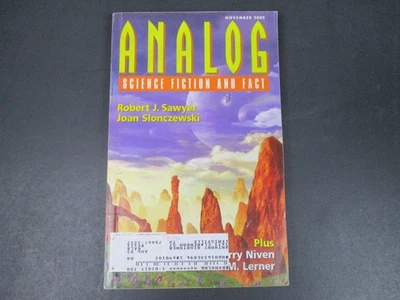 NOVEMBER 2002
ANALOG
SCIENCE FICTION AND FACT
Robert J. Sawyer
Joan Slonczewski
Plus
rry Niven
M. Lerner